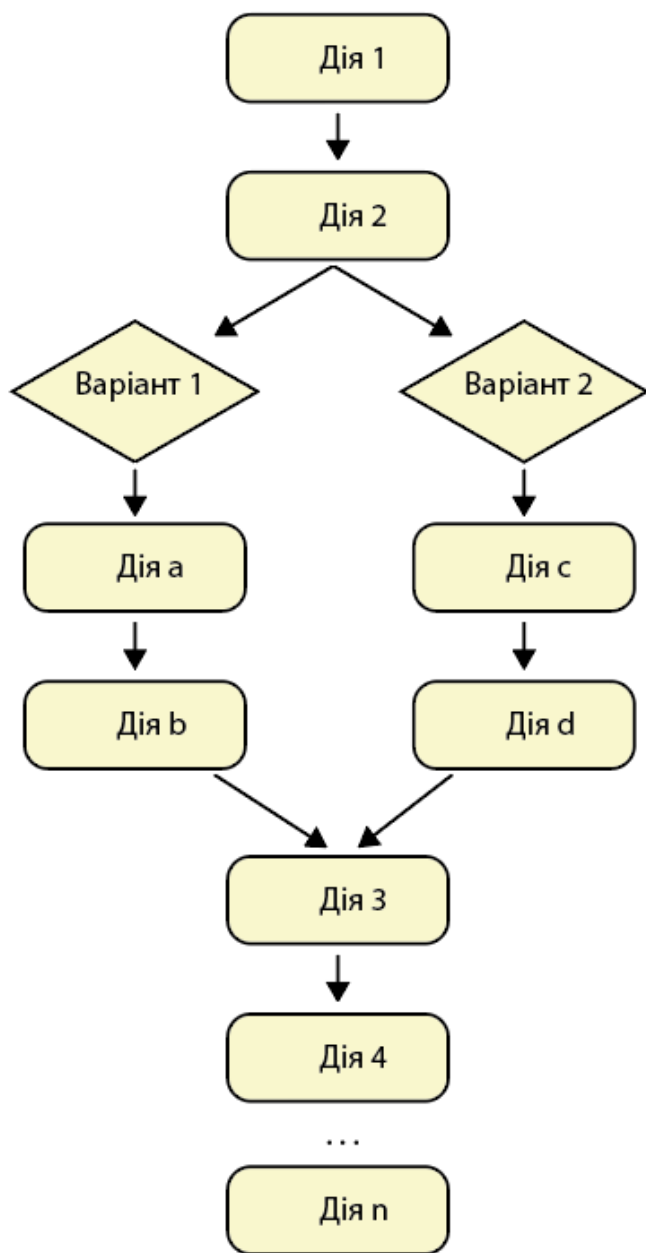 Дія 1
Дія 2
Варіант 1
Варіант 2
Дія a
Дія c
Дія b
Дія d
Дія 3
Дія 4
...
Дія n